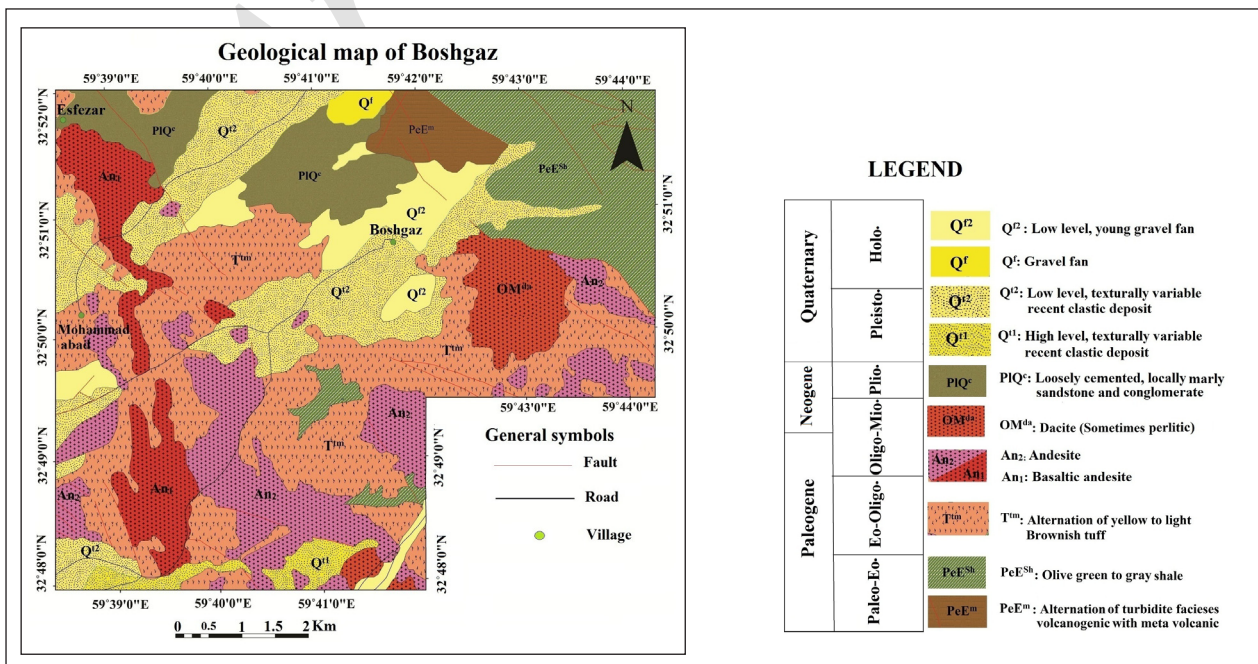 Geological map of Boshgaz
59°39'0"E 59°40'0"E 59°41'0"E 59°42'0"E 59°43'0"E 59°44'0"E
32°52'0"N
32°51'0"N
32°50'0"N
32°49'0"N
32°48'0"N
N
Esfezar
PlQᶜ
Qᵗ²
Qᶠ
PeEᵐ
PeESʰ
An₁
PlQᶜ
Qᶠ²
Boshgaz
Tᵗᵐ
Qᵗ²
Qᶠ²
OMᵈᵃ
An₂
Mohammad
abad
Tᵗᵐ
An₂
Tᵗᵐ
An₁
An₂
An₂
Qᵗ²
Qᵗ¹
32°51'0"N
32°50'0"N
59°43'0"E 59°44'0"E
General symbols
Fault
Road
Village
32°48'0"N
59°39'0"E 59°40'0"E 59°41'0"E
0 0.5 1 1.5 2 Km
LEGEND
Quaternary
Neogene
Paleogene
Holo-
Pleisto-
Plio-
Oligo-Mio-
Eo-Oligo-
Paleo-Eo-
Qᶠ² Qᶠ² : Low level, young gravel fan
Qᶠ Qᶠ: Gravel fan
Qᵗ² Qᵗ²: Low level, texturally variable
recent clastic deposit
Qᵗ¹ Qᵗ¹: High level, texturally variable
recent clastic deposit
PlQᶜ PlQᶜ: Loosely cemented, locally marly
sandstone and conglomerate
OMᵈᵃ OMᵈᵃ: Dacite (Sometimes perlitic)
An₂ An₂: Andesite
An₁ An₁: Basaltic andesite
Tᵗᵐ Tᵗᵐ: Alternation of yellow to light
Brownish tuff
PeESʰ PeESʰ: Olive green to gray shale
PeEᵐ PeEᵐ: Alternation of turbidite facieses
volcanogenic with meta volcanic